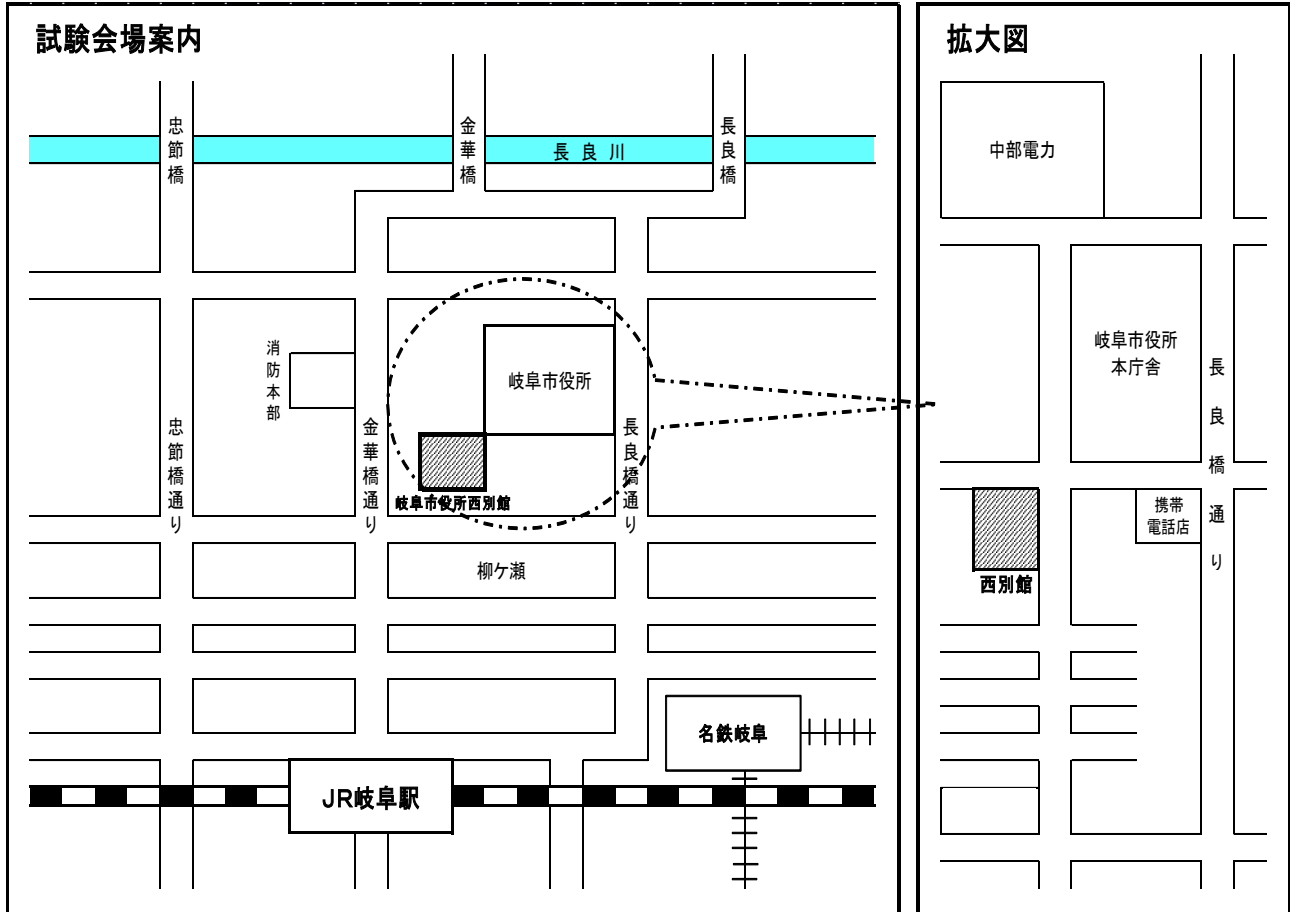 試験会場案内
忠節橋
金華橋
長良川
長良橋
消防本部
岐阜市役所
忠節橋通り
金華橋通り
長良橋通り
岐阜市役所西別館
柳ケ瀬
名鉄岐阜
JR岐阜駅
拡大図
中部電力
岐阜市役所
本庁舎
長良橋通り
携帯
電話店
西別館